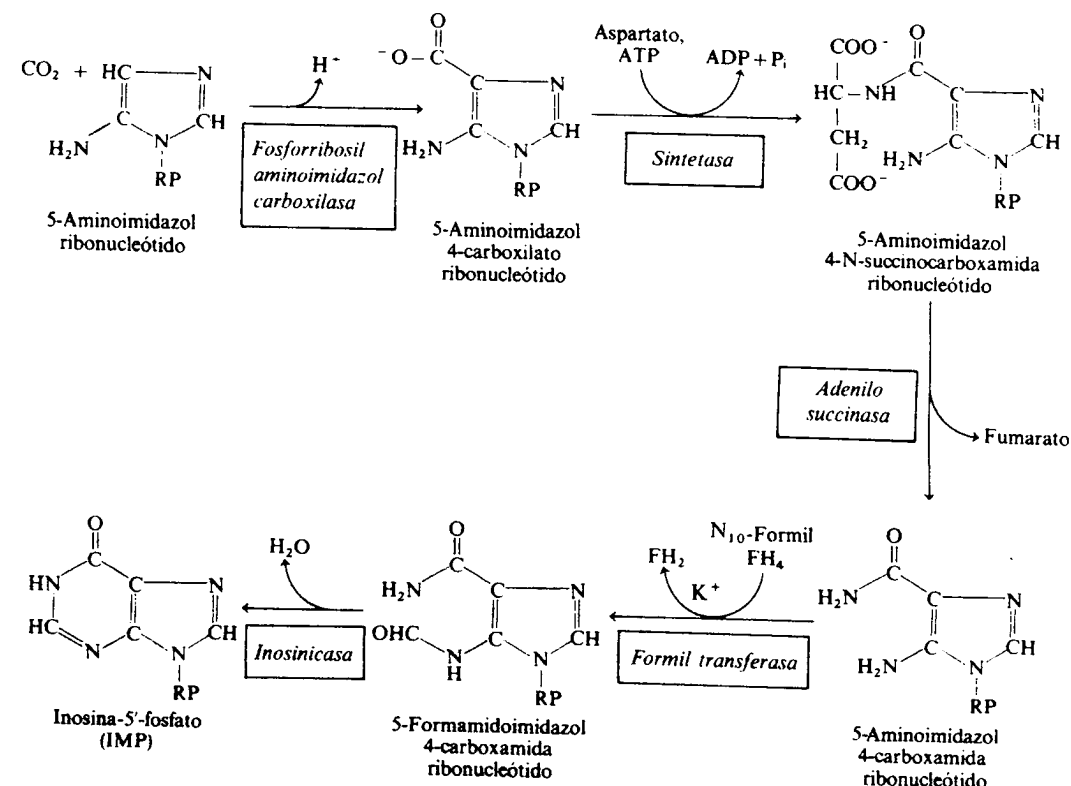 CO₂ + HC N
C CH
H₂N N
RP
5-Aminoimidazol
ribonucleótido
H⁺
Fosforribosil
aminoimidazol
carboxilasa
O
⁻O C
C N
C CH
H₂N N
RP
5-Aminoimidazol
4-carboxilato
ribonucleótido
Aspartato,
ATP
ADP + Pᵢ
Sintetasa
COO⁻ O
HC – NH C C N
CH₂ C CH
H₂N N
COO⁻
RP
5-Aminoimidazol
4-N-succinocarboxamida
ribonucleótido
Adenilo
succinasa
Fumarato
O
C
H₂N C N
C CH
H₂N N
RP
5-Aminoimidazol
4-carboxamida
ribonucleótido
N₁₀-Formil
FH₂ FH₄
K⁺
Formil transferasa
O
C
H₂N C N
OHC C CH
N N
H
RP
5-Formamidoimidazol
4-carboxamida
ribonucleótido
H₂O
Inosinicasa
O
C
HN C N
HC C CH
N N
RP
Inosina-5'-fosfato
(IMP)